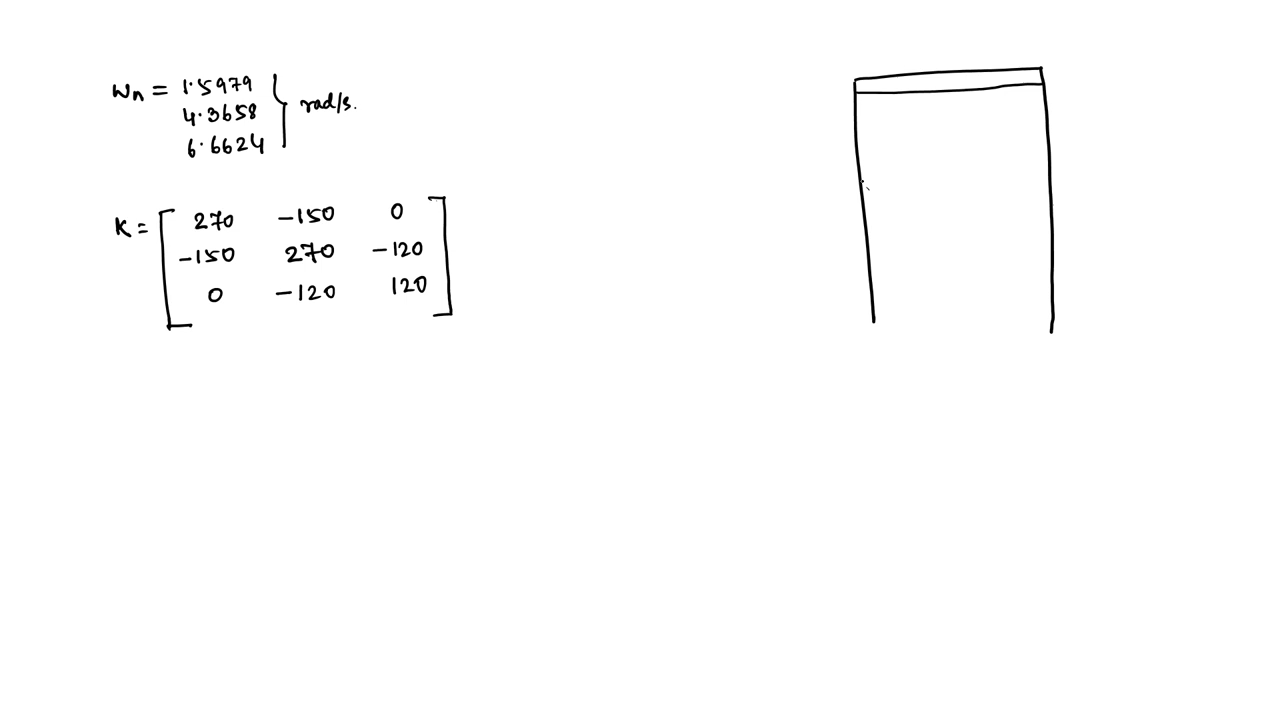 Wn = 1.5979
4.3658
6.6624
rad/s.
K = 270 -150 0
-150 270 -120
0 -120 120